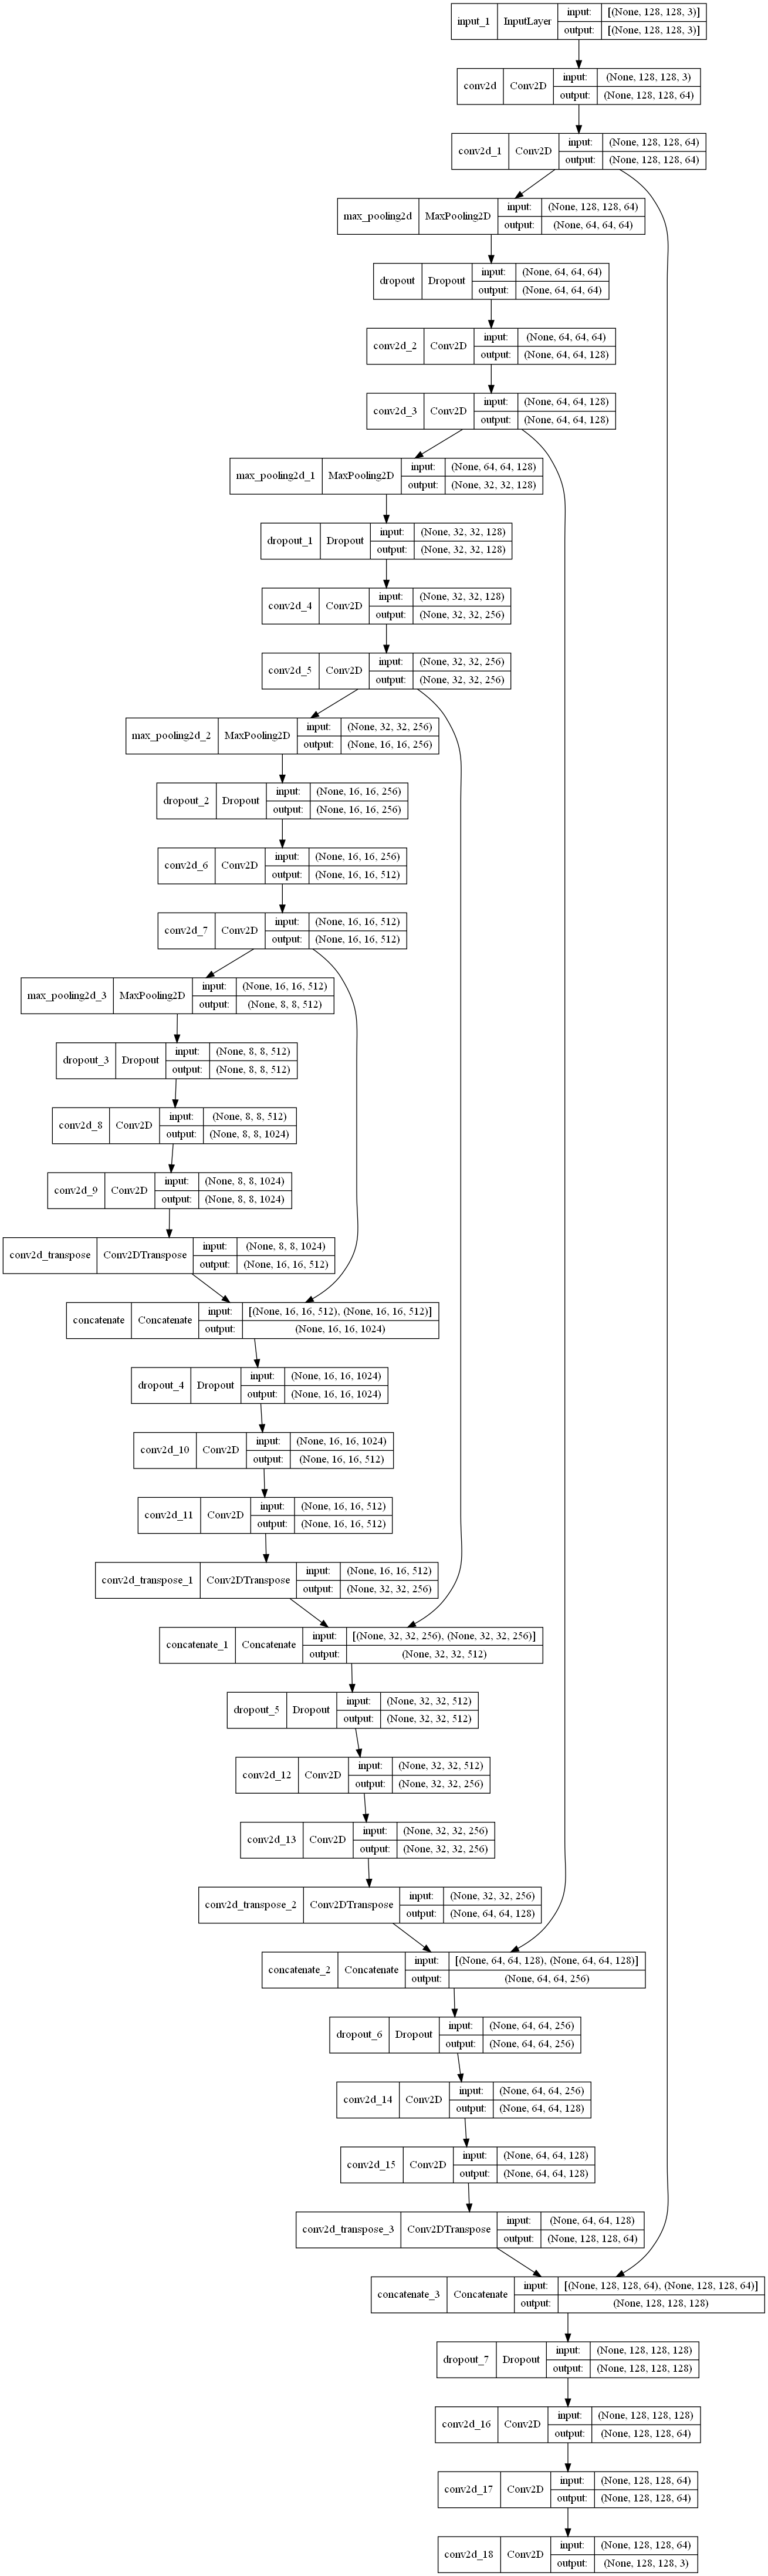 input_1 InputLayer input: [(None, 128, 128, 3)]
output: [(None, 128, 128, 3)]
conv2d Conv2D input: (None, 128, 128, 3)
output: (None, 128, 128, 64)
conv2d_1 Conv2D input: (None, 128, 128, 64)
output: (None, 128, 128, 64)
max_pooling2d MaxPooling2D input: (None, 128, 128, 64)
output: (None, 64, 64, 64)
dropout Dropout input: (None, 64, 64, 64)
output: (None, 64, 64, 64)
conv2d_2 Conv2D input: (None, 64, 64, 64)
output: (None, 64, 64, 128)
conv2d_3 Conv2D input: (None, 64, 64, 128)
output: (None, 64, 64, 128)
max_pooling2d_1 MaxPooling2D input: (None, 64, 64, 128)
output: (None, 32, 32, 128)
dropout_1 Dropout input: (None, 32, 32, 128)
output: (None, 32, 32, 128)
conv2d_4 Conv2D input: (None, 32, 32, 128)
output: (None, 32, 32, 256)
conv2d_5 Conv2D input: (None, 32, 32, 256)
output: (None, 32, 32, 256)
max_pooling2d_2 MaxPooling2D input: (None, 32, 32, 256)
output: (None, 16, 16, 256)
dropout_2 Dropout input: (None, 16, 16, 256)
output: (None, 16, 16, 256)
conv2d_6 Conv2D input: (None, 16, 16, 256)
output: (None, 16, 16, 512)
conv2d_7 Conv2D input: (None, 16, 16, 512)
output: (None, 16, 16, 512)
max_pooling2d_3 MaxPooling2D input: (None, 16, 16, 512)
output: (None, 8, 8, 512)
dropout_3 Dropout input: (None, 8, 8, 512)
output: (None, 8, 8, 512)
conv2d_8 Conv2D input: (None, 8, 8, 512)
output: (None, 8, 8, 1024)
conv2d_9 Conv2D input: (None, 8, 8, 1024)
output: (None, 8, 8, 1024)
conv2d_transpose Conv2DTranspose input: (None, 8, 8, 1024)
output: (None, 16, 16, 512)
concatenate Concatenate input: [(None, 16, 16, 512), (None, 16, 16, 512)]
output: (None, 16, 16, 1024)
dropout_4 Dropout input: (None, 16, 16, 1024)
output: (None, 16, 16, 1024)
conv2d_10 Conv2D input: (None, 16, 16, 1024)
output: (None, 16, 16, 512)
conv2d_11 Conv2D input: (None, 16, 16, 512)
output: (None, 16, 16, 512)
conv2d_transpose_1 Conv2DTranspose input: (None, 16, 16, 512)
output: (None, 32, 32, 256)
concatenate_1 Concatenate input: [(None, 32, 32, 256), (None, 32, 32, 256)]
output: (None, 32, 32, 512)
dropout_5 Dropout input: (None, 32, 32, 512)
output: (None, 32, 32, 512)
conv2d_12 Conv2D input: (None, 32, 32, 512)
output: (None, 32, 32, 256)
conv2d_13 Conv2D input: (None, 32, 32, 256)
output: (None, 32, 32, 256)
conv2d_transpose_2 Conv2DTranspose input: (None, 32, 32, 256)
output: (None, 64, 64, 128)
concatenate_2 Concatenate input: [(None, 64, 64, 128), (None, 64, 64, 128)]
output: (None, 64, 64, 256)
dropout_6 Dropout input: (None, 64, 64, 256)
output: (None, 64, 64, 256)
conv2d_14 Conv2D input: (None, 64, 64, 256)
output: (None, 64, 64, 128)
conv2d_15 Conv2D input: (None, 64, 64, 128)
output: (None, 64, 64, 128)
conv2d_transpose_3 Conv2DTranspose input: (None, 64, 64, 128)
output: (None, 128, 128, 64)
concatenate_3 Concatenate input: [(None, 128, 128, 64), (None, 128, 128, 64)]
output: (None, 128, 128, 128)
dropout_7 Dropout input: (None, 128, 128, 128)
output: (None, 128, 128, 128)
conv2d_16 Conv2D input: (None, 128, 128, 128)
output: (None, 128, 128, 64)
conv2d_17 Conv2D input: (None, 128, 128, 64)
output: (None, 128, 128, 64)
conv2d_18 Conv2D input: (None, 128, 128, 64)
output: (None, 128, 128, 3)